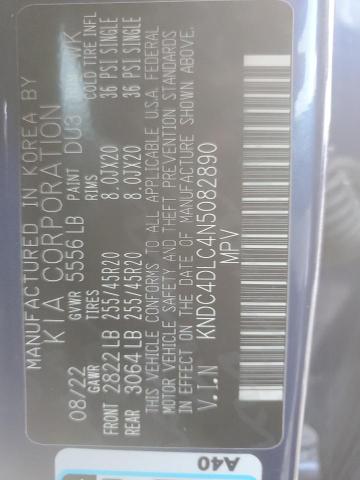 MANUFACTURED IN KOREA BY
KIA CORPORATION
08/22 GVWR 5556 LB PAINT DU3 WK
GAWR TIRES RIMS COLD TIRE INFL
FRONT 2822 LB 255/45R20 8.0JX20 36 PSI SINGLE
REAR 3064 LB 255/45R20 8.0JX20 36 PSI SINGLE
THIS VEHICLE CONFORMS TO ALL APPLICABLE U.S.A. FEDERAL
MOTOR VEHICLE SAFETY AND THEFT PREVENTION STANDARDS
IN EFFECT ON THE DATE OF MANUFACTURE SHOWN ABOVE.
V.I.N KNDC4DLC4N5082890
MPV
A40